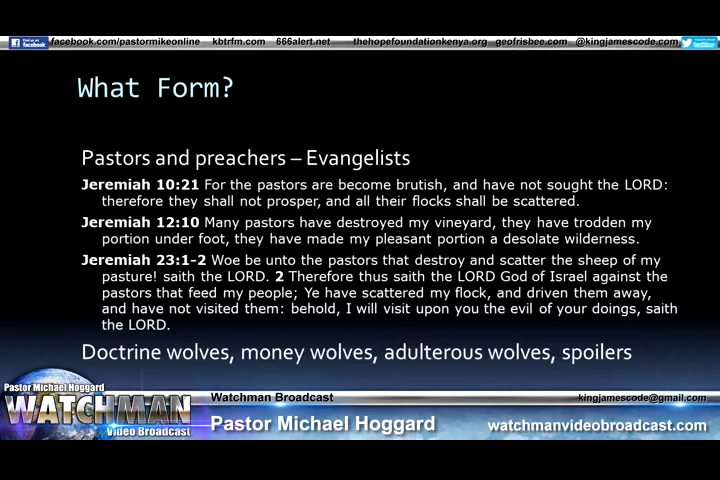 facebook.com/pastormikeonline kbtrfm.com 666alert.net thehopefoundationkenya.org geofrisbee.com @kingjamescode.com
What Form?
Pastors and preachers – Evangelists
Jeremiah 10:21 For the pastors are become brutish, and have not sought the LORD:
therefore they shall not prosper, and all their flocks shall be scattered.
Jeremiah 12:10 Many pastors have destroyed my vineyard, they have trodden my
portion under foot, they have made my pleasant portion a desolate wilderness.
Jeremiah 23:1-2 Woe be unto the pastors that destroy and scatter the sheep of my
pasture! saith the LORD. 2 Therefore thus saith the LORD God of Israel against the
pastors that feed my people; Ye have scattered my flock, and driven them away,
and have not visited them: behold, I will visit upon you the evil of your doings, saith
the LORD.
Doctrine wolves, money wolves, adulterous wolves, spoilers
Pastor Michael Hoggard
WATCHMAN
Video Broadcast
Watchman Broadcast
kingjamescode@gmail.com
Pastor Michael Hoggard
watchmanvideobroadcast.com